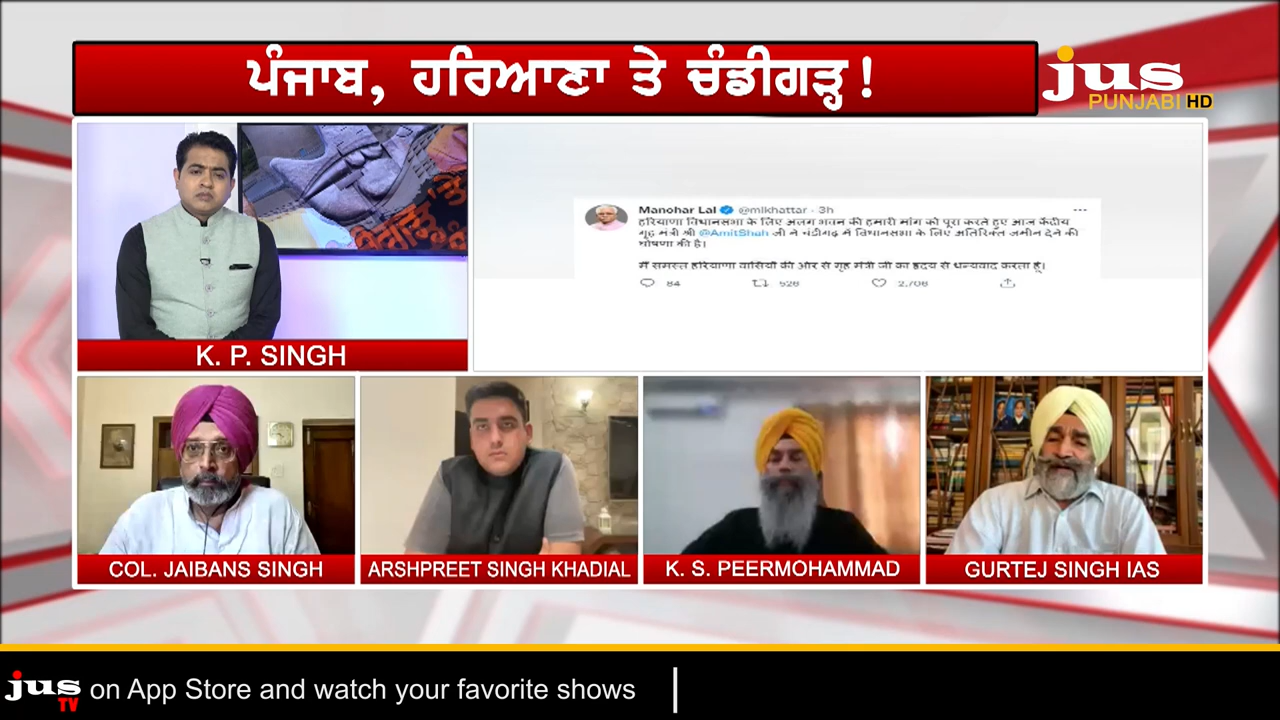 ਪੰਜਾਬ, ਹਰਿਆਣਾ ਤੇ ਚੰਡੀਗੜ੍ਹ!
jus
PUNJABI HD
Manohar Lal @mlkhattar · 3h
हरियाणा विधानसभा के लिए अलग भवन की हमारी मांग को पूरा करते हुए आज केंद्रीय
गृह मंत्री श्री @AmitShah जी ने चंडीगढ़ में विधानसभा के लिए अतिरिक्त जमीन देने की
घोषणा की है।
मैं समस्त हरियाणा वासियों की ओर से गृह मंत्री जी का हृदय से धन्यवाद करता हूँ।
84 526 2,706
K. P. SINGH
COL. JAIBANS SINGH
ARSHPREET SINGH KHADIAL
K. S. PEERMOHAMMAD
GURTEJ SINGH IAS
jus TV on App Store and watch your favorite shows